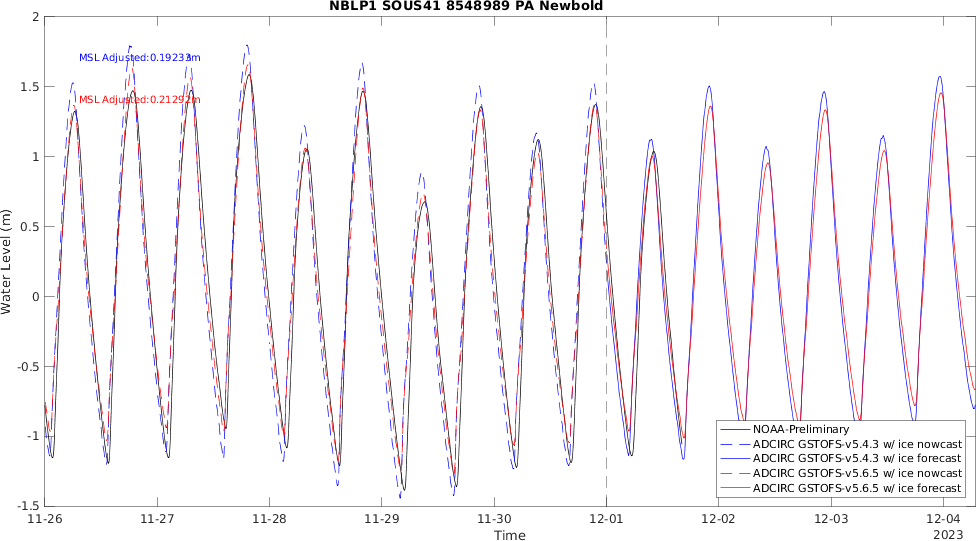 NBLP1 SOUS41 8548989 PA Newbold
2
1.5
1
0.5
0
-0.5
-1
-1.5
Water Level (m)
MSL Adjusted:0.19233m
MSL Adjusted:0.21292m
NOAA-Preliminary
ADCIRC GSTOFS-v5.4.3 w/ ice nowcast
ADCIRC GSTOFS-v5.4.3 w/ ice forecast
ADCIRC GSTOFS-v5.6.5 w/ ice nowcast
ADCIRC GSTOFS-v5.6.5 w/ ice forecast
11-26 11-27 11-28 11-29 11-30 12-01 12-02 12-03 12-04
Time
2023